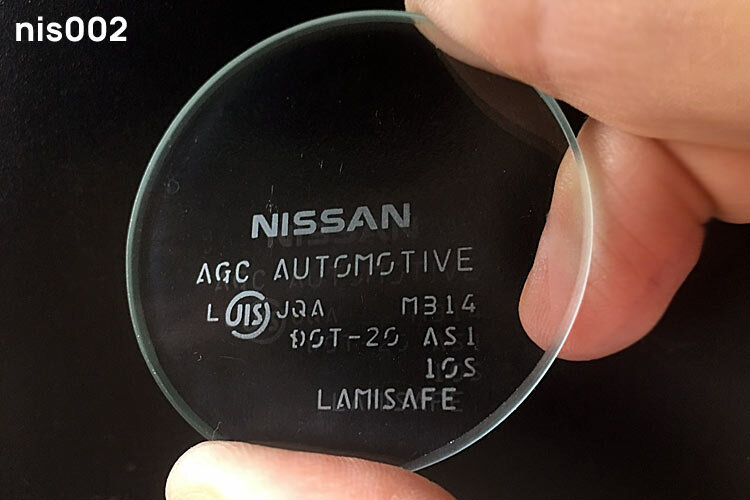 nis002
NISSAN
AGC AUTOMOTIVE
L JIS JQA M314
DOT-20 AS1
10S
LAMISAFE